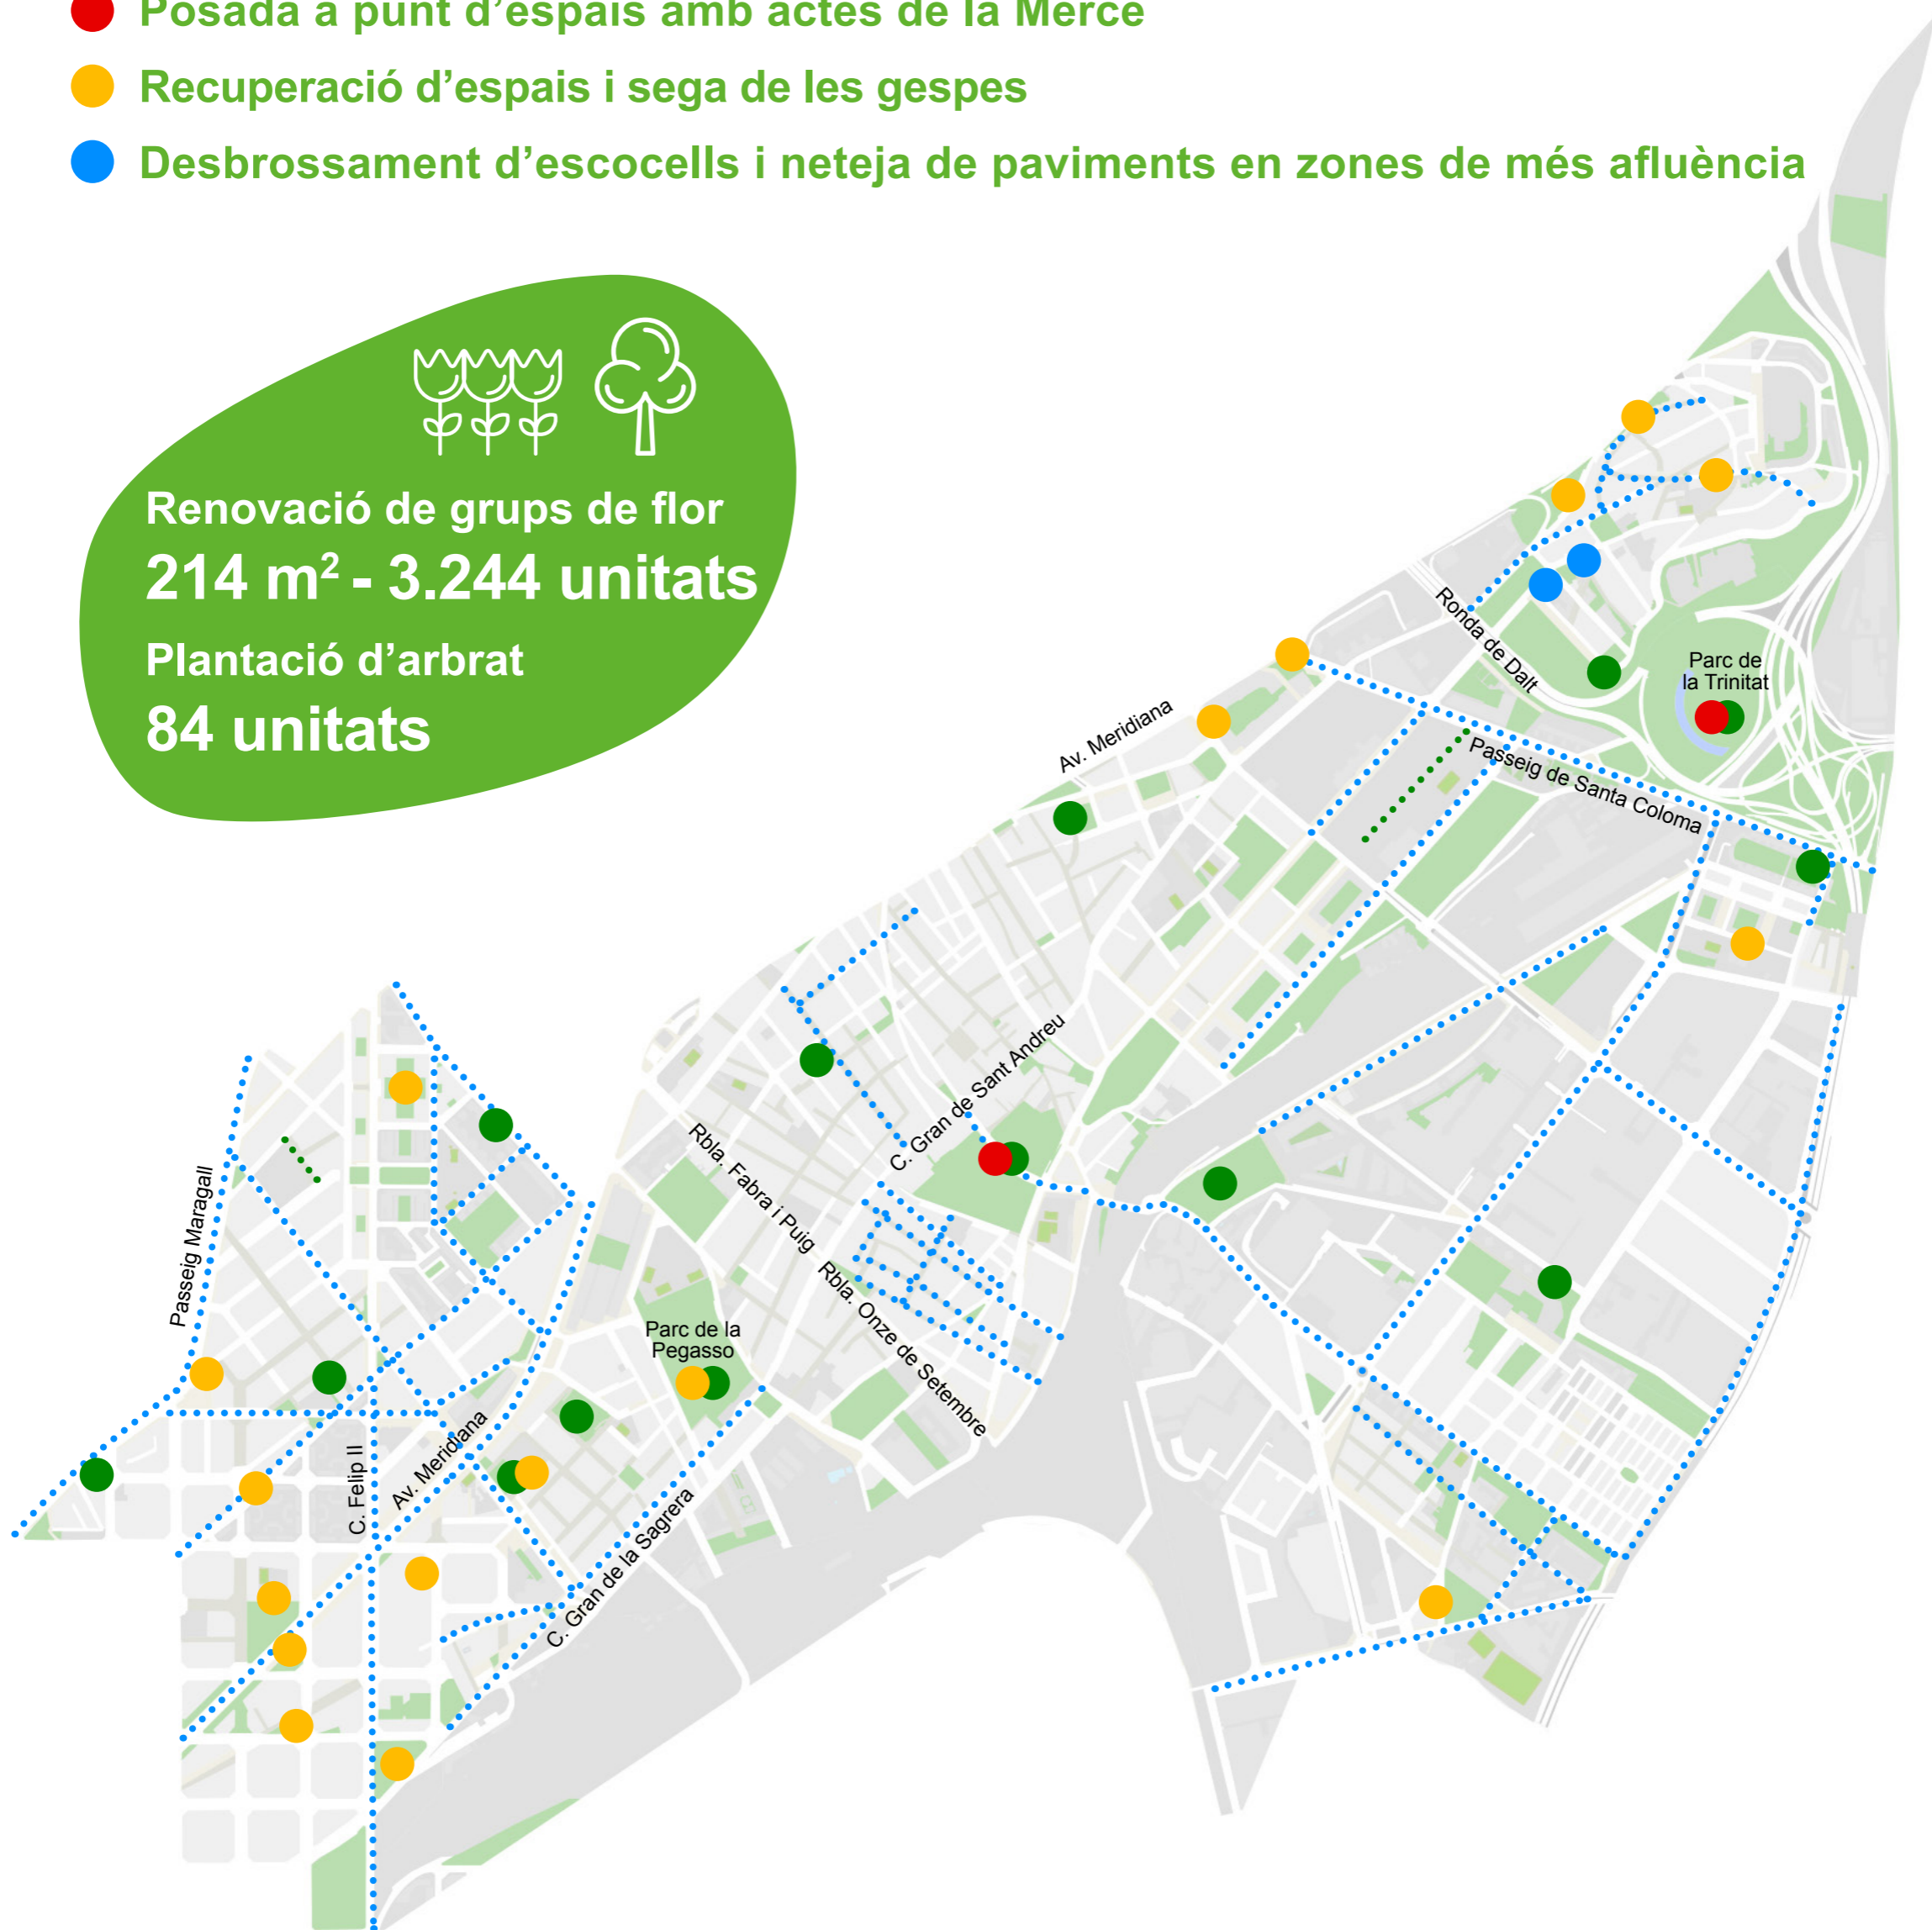 Posada a punt d’espais amb actes de la Mercè
Recuperació d’espais i sega de les gespes
Desbrossament d’escocells i neteja de paviments en zones de més afluència
Renovació de grups de flor
214 m² - 3.244 unitats
Plantació d’arbrat
84 unitats
Ronda de Dalt
Parc de
la Trinitat
Av. Meridiana
Passeig de Santa Coloma
C. Gran de Sant Andreu
Rbla. Fabra i Puig
Passeig Maragall
Rbla. Onze de Setembre
Parc de la
Pegasso
Av. Meridiana
C. Felip II
C. Gran de la Sagrera